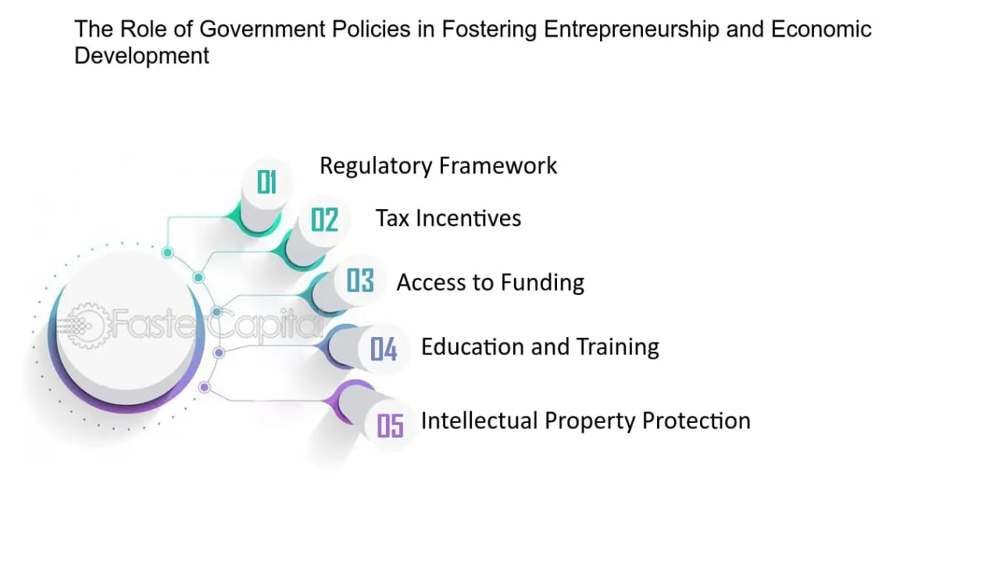 The Role of Government Policies in Fostering Entrepreneurship and Economic
Development
01
Regulatory Framework
02
Tax Incentives
03
Access to Funding
FasterCapital
04
Education and Training
05
Intellectual Property Protection